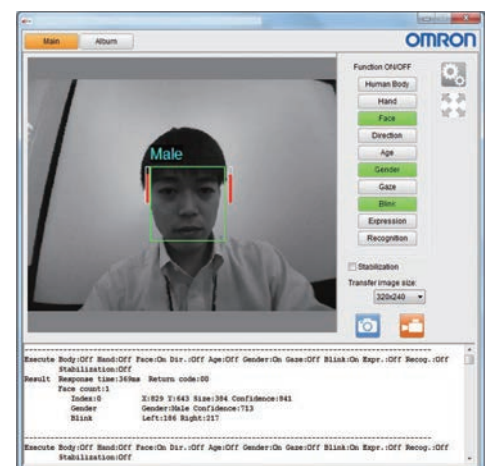 Main
Album
OMRON
Function ON/OFF
Human Body
Hand
Face
Direction
Age
Gender
Gaze
Blink
Expression
Recognition
Stabilization
Transfer image size:
320x240
Male
Execute Body:Off Hand:Off Face:On Dir.:Off Age:Off Gender:On Gaze:Off Blink:On Expr.:Off Recog.:Off
Stabilization:Off
Result Response time:369ms Return code:00
Face count:1
Index:0 X:829 Y:643 Size:384 Confidence:841
Gender Gender:Male Confidence:713
Blink Left:186 Right:217
Execute Body:Off Hand:Off Face:On Dir.:Off Age:Off Gender:On Gaze:Off Blink:On Expr.:Off Recog.:Off
Stabilization:Off